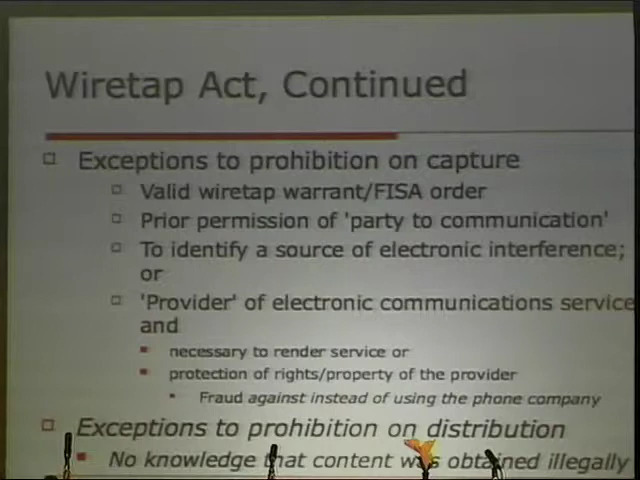 Wiretap Act, Continued
Exceptions to prohibition on capture
Valid wiretap warrant/FISA order
Prior permission of 'party to communication'
To identify a source of electronic interference;
or
'Provider' of electronic communications service
and
necessary to render service or
protection of rights/property of the provider
Fraud against instead of using the phone company
Exceptions to prohibition on distribution
No knowledge that content was obtained illegally